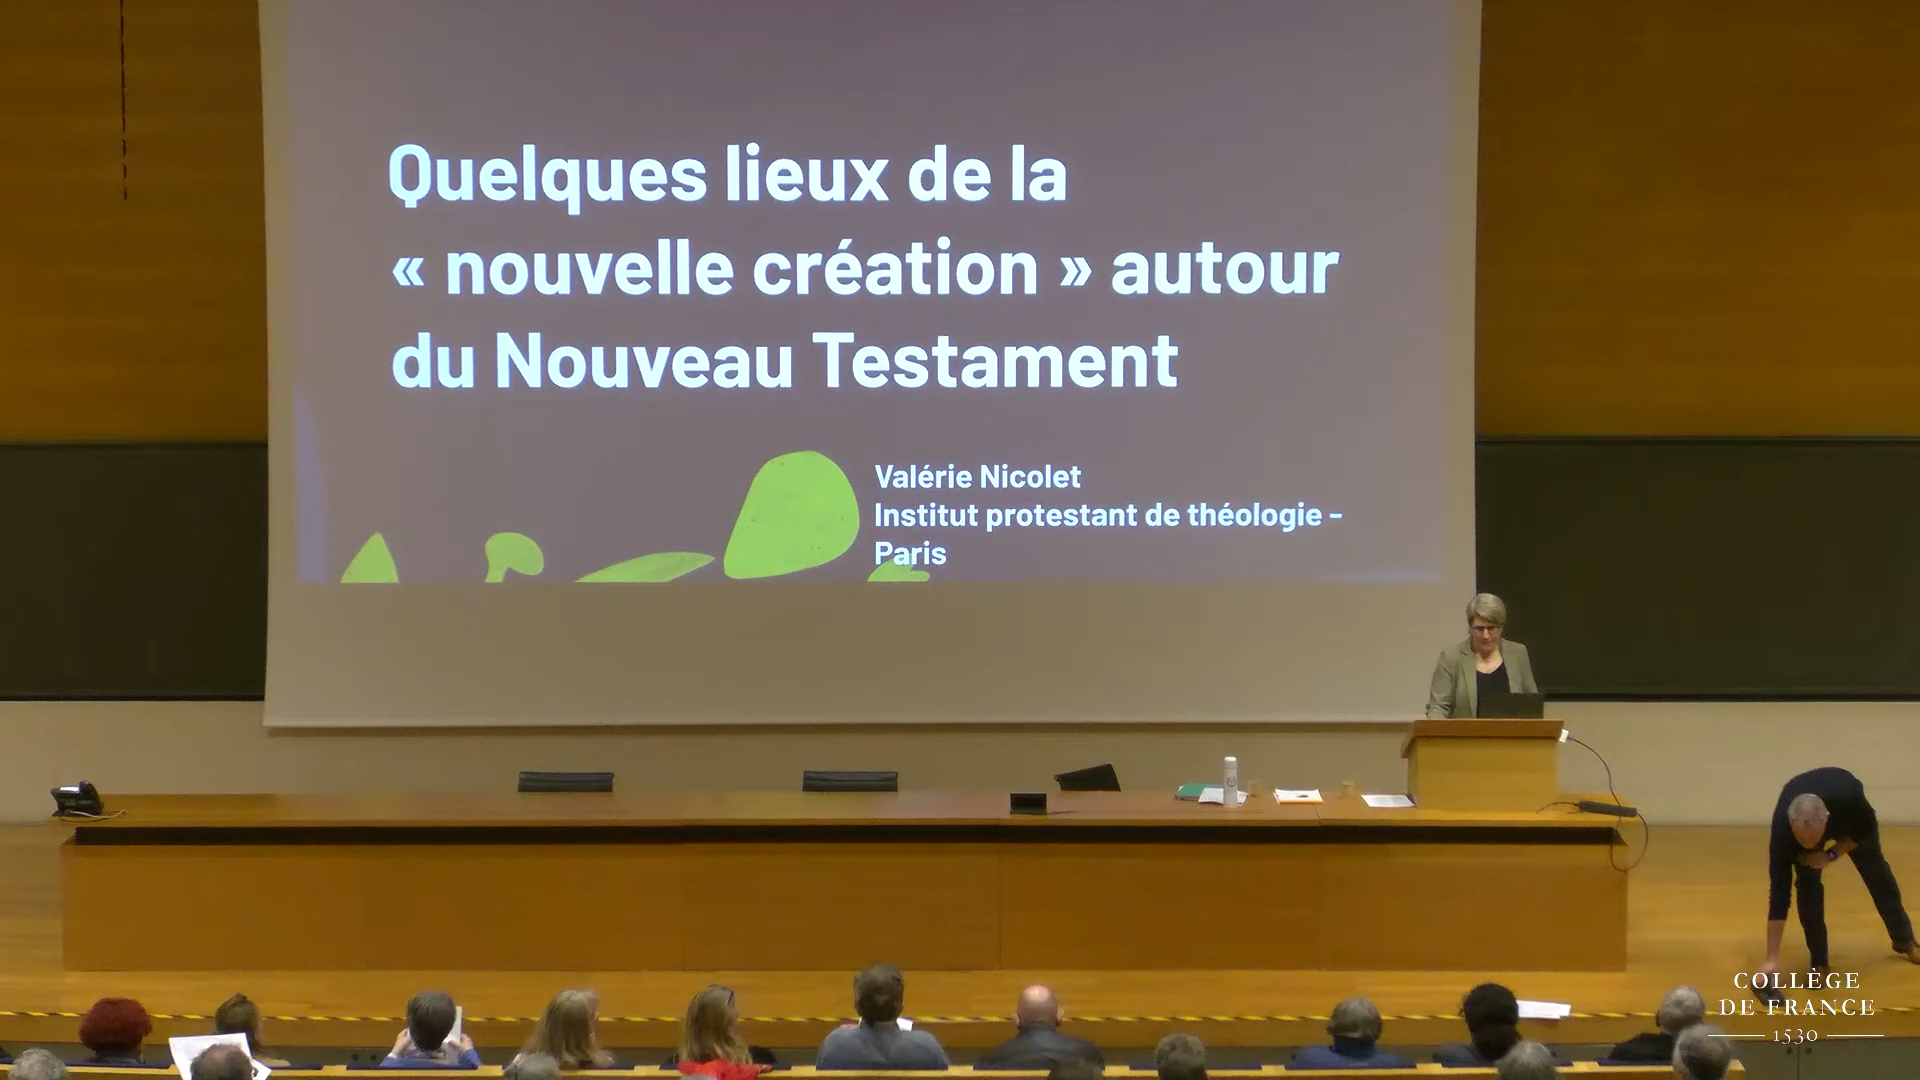 Quelques lieux de la
« nouvelle création » autour
du Nouveau Testament
Valérie Nicolet
Institut protestant de théologie -
Paris
COLLÈGE
DE FRANCE
1530